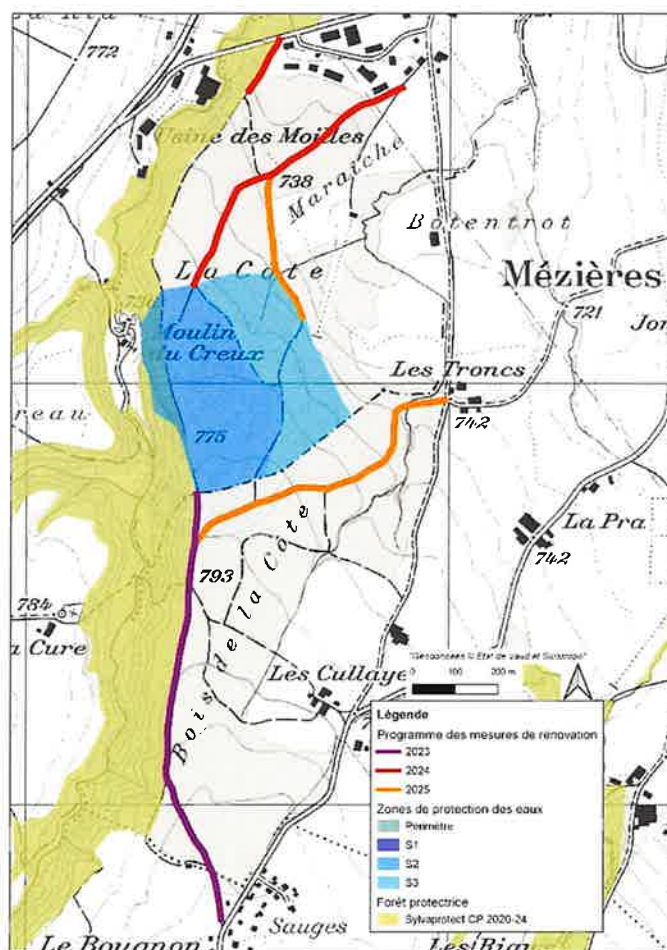 772
Usine des Moilles
738
Maraiche
Botentrot
La Côte
Mézières
721
Jor
Moulin
du Creux
Les Troncs
reau
775
742
La Pra
742
793
Bois de la Côte
784
a Cure
Les Cullaye
0 100 200 m
Légende
Programme des mesures de rénovation
2023
2024
2025
Zones de protection des eaux
Périmètre
S1
S2
S3
Forêt protectrice
Sylvaprotect CP 2020-24
Sauges
Le Bougnon